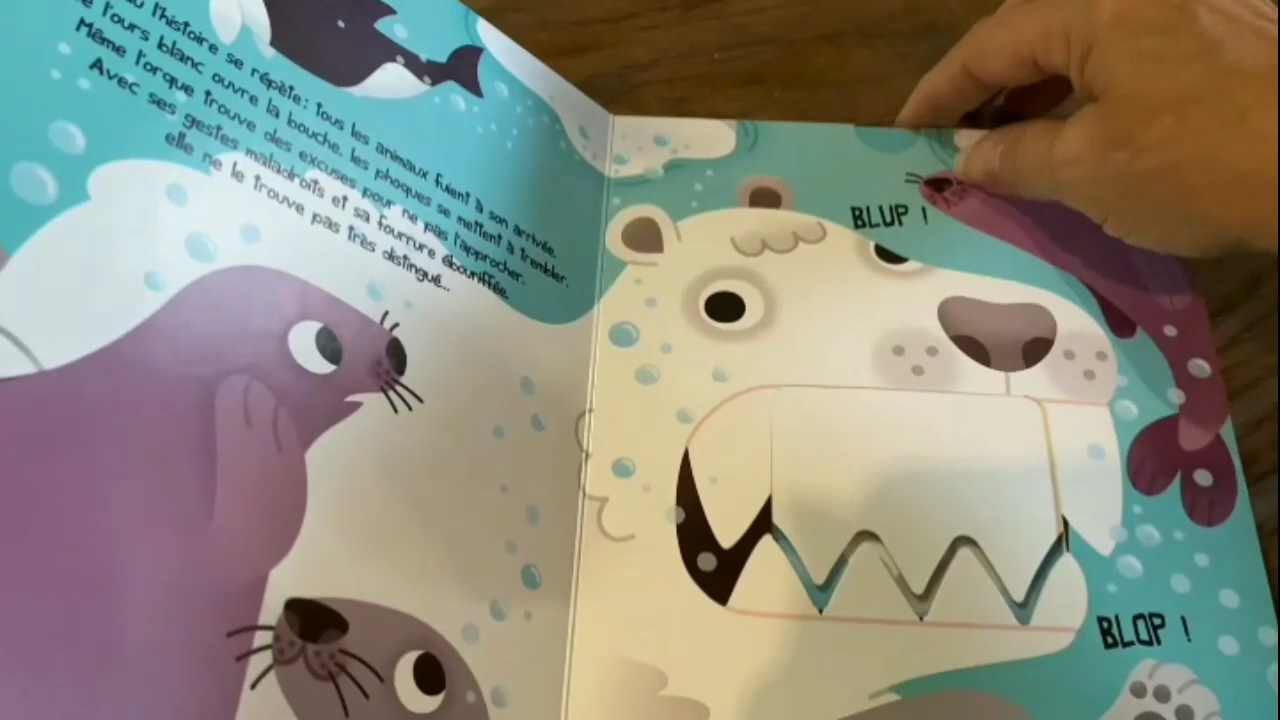 l'histoire se répète : tous les animaux fuient à son arrivée.
l'ours blanc ouvre la bouche, les phoques se mettent à trembler.
Même l'orque trouve des excuses pour ne pas l'approcher.
Avec ses gestes maladroits et sa fourrure ébouriffée,
elle ne le trouve pas très distingué...
BLUP !
BLOP !